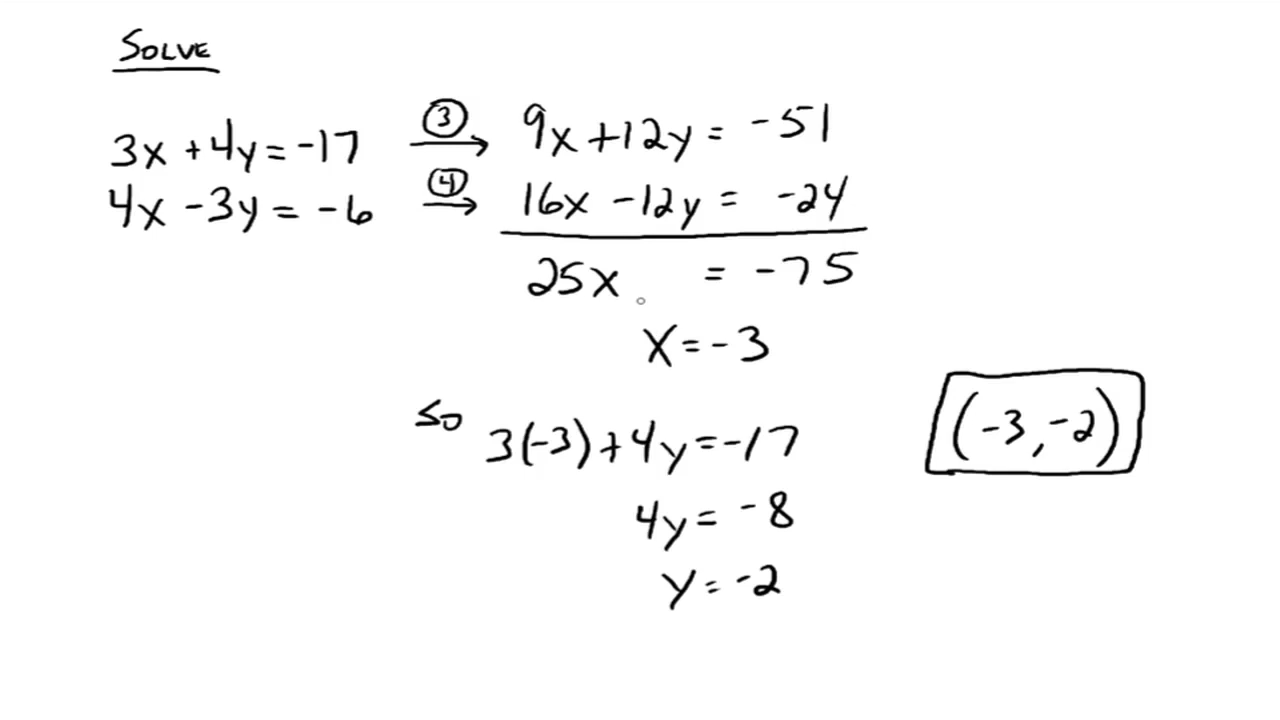 SOLVE
3x + 4y = -17 ③→ 9x + 12y = -51
4x - 3y = -6 ④→ 16x - 12y = -24
25x = -75
x = -3
so 3(-3) + 4y = -17
(-3, -2)
4y = -8
y = -2